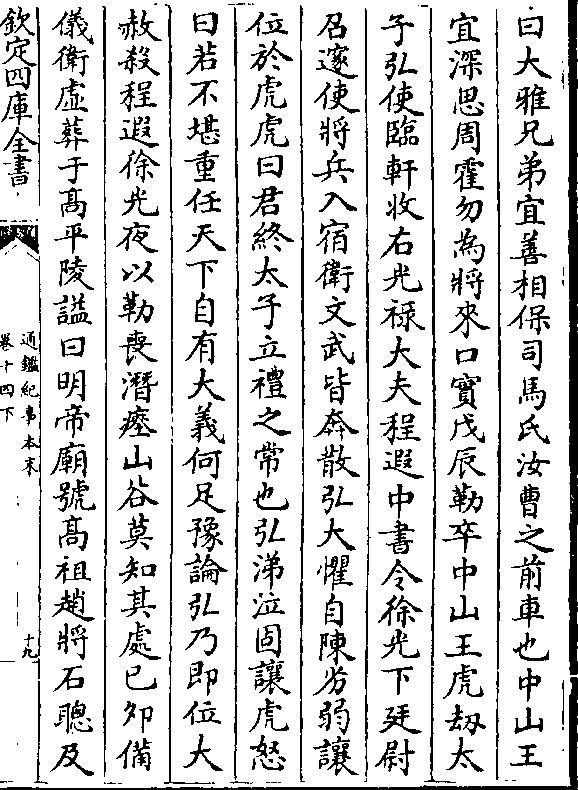 曰大雅兄弟宜善相保司馬氏汝曹之前車也中山王
宜深思周霍勿為將來口實戊辰勒卒中山王虎劫太
子弘使臨軒收右光禄大夫程遐中書令徐光下廷尉
召邃使將兵入宿衛文武皆奔散弘大懼自陳劣弱讓
位於虎虎曰君終太子立禮之常也弘涕泣固讓虎怒
曰若不堪重任天下自有大義何足豫論弘乃即位大
赦殺程遐徐光夜以勒喪潛瘞山谷莫知其處已夘備
儀衛虚葬于髙平陵謚曰明帝廟號髙祖趙將石聰及
欽定四庫全書
通鑑紀事本末
卷十四下
十九